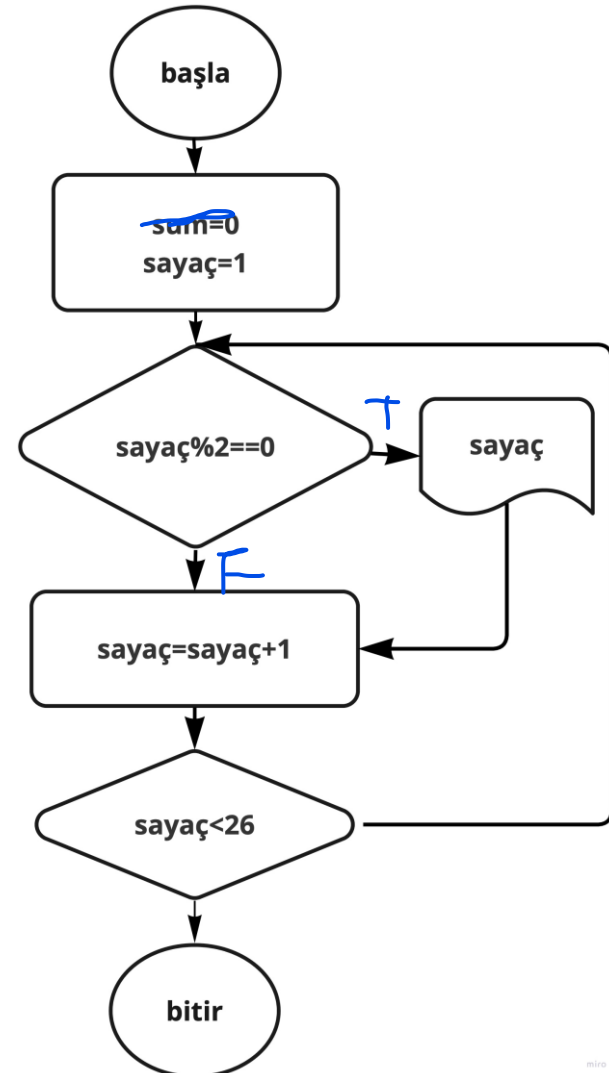 başla
sum=0
sayaç=1
sayaç%2==0
T
sayaç
F
sayaç=sayaç+1
sayaç<26
bitir
miro